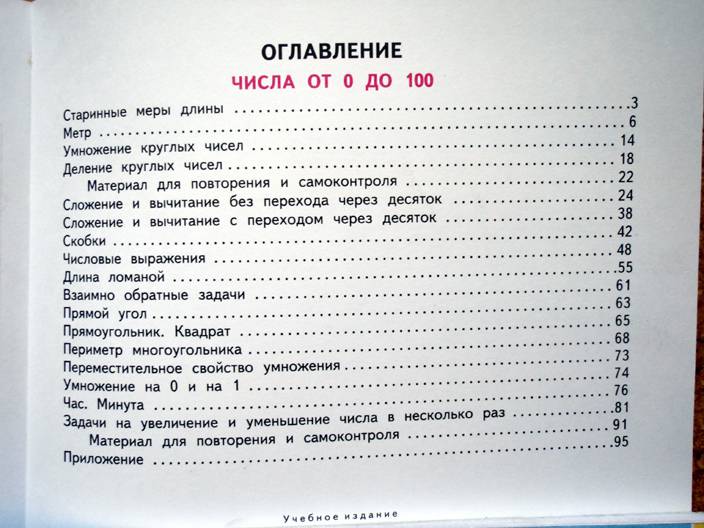 ОГЛАВЛЕНИЕ
ЧИСЛА ОТ 0 ДО 100
Старинные меры длины ........................................ 3
Метр ........................................ 6
Умножение круглых чисел ........................................ 14
Деление круглых чисел ........................................ 18
Материал для повторения и самоконтроля ........................................ 22
Сложение и вычитание без перехода через десяток ........................................ 24
Сложение и вычитание с переходом через десяток ........................................ 38
Скобки ........................................ 42
Числовые выражения ........................................ 48
Длина ломаной ........................................ 55
Взаимно обратные задачи ........................................ 61
Прямой угол ........................................ 63
Прямоугольник. Квадрат ........................................ 65
Периметр многоугольника ........................................ 68
Переместительное свойство умножения ........................................ 73
Умножение на 0 и на 1 ........................................ 74
Час. Минута ........................................ 76
Задачи на увеличение и уменьшение числа в несколько раз ........................................ 81
Материал для повторения и самоконтроля ........................................ 91
Приложение ........................................ 95
Учебное издание